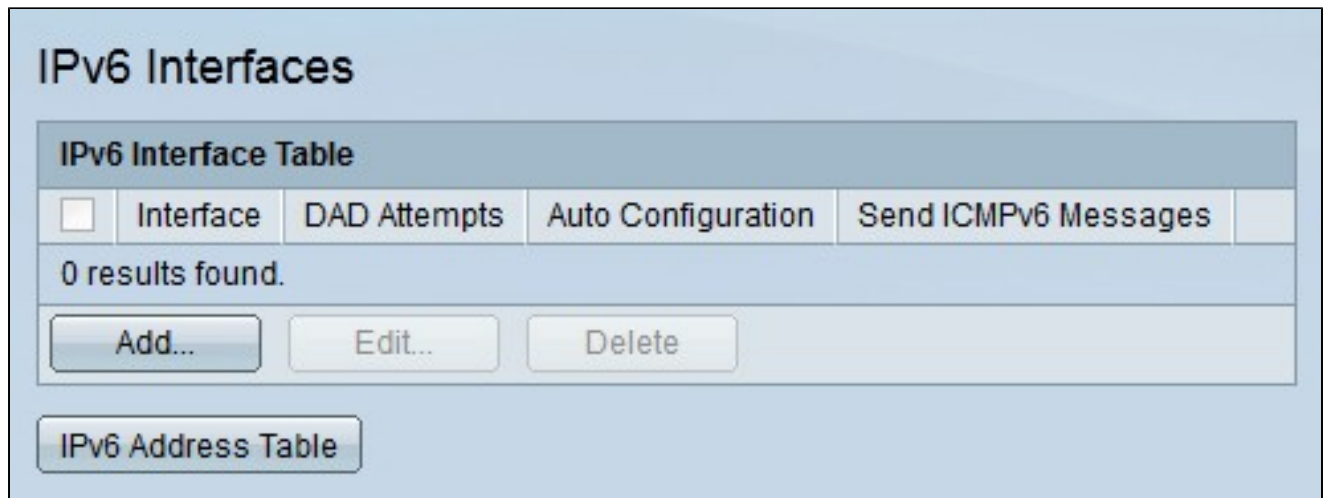 IPv6 Interfaces
IPv6 Interface Table
Interface DAD Attempts Auto Configuration Send ICMPv6 Messages
0 results found.
Add... Edit... Delete
IPv6 Address Table